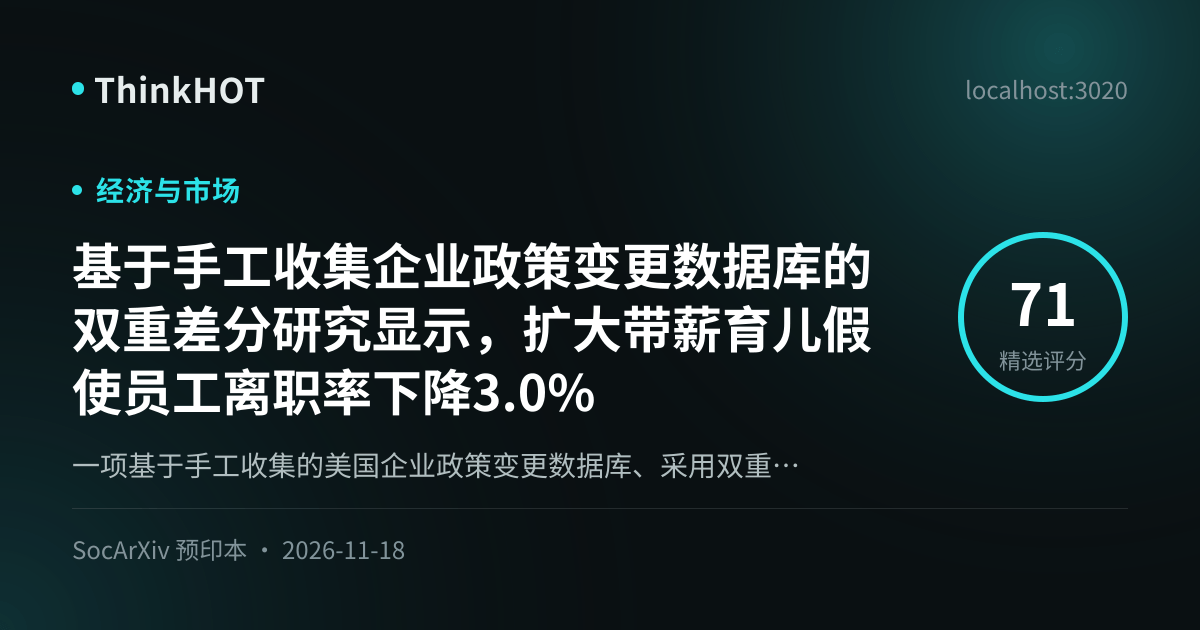 ThinkHOT
localhost:3020
经济与市场
基于手工收集企业政策变更数据库的
双重差分研究显示，扩大带薪育儿假
使员工离职率下降3.0%
71
精选评分
一项基于手工收集的美国企业政策变更数据库、采用双重…
SocArXiv 预印本 · 2026-11-18